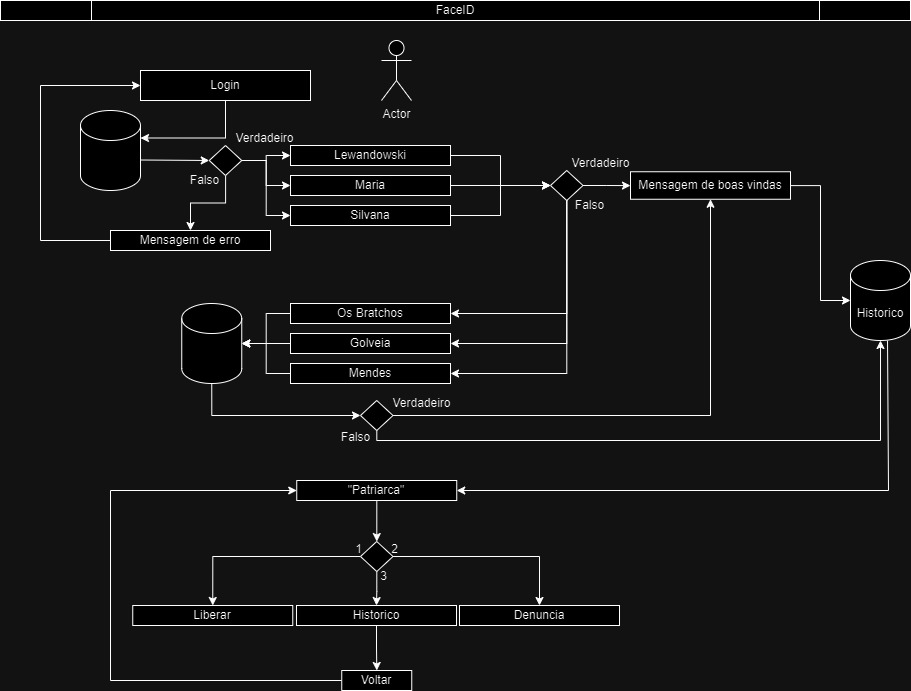 FaceID
Actor
Login
Verdadeiro
Falso
Lewandowski
Maria
Silvana
Mensagem de erro
Verdadeiro
Falso
Mensagem de boas vindas
Historico
Os Bratchos
Golveia
Mendes
Verdadeiro
Falso
"Patriarca"
1
2
3
Liberar
Historico
Denuncia
Voltar